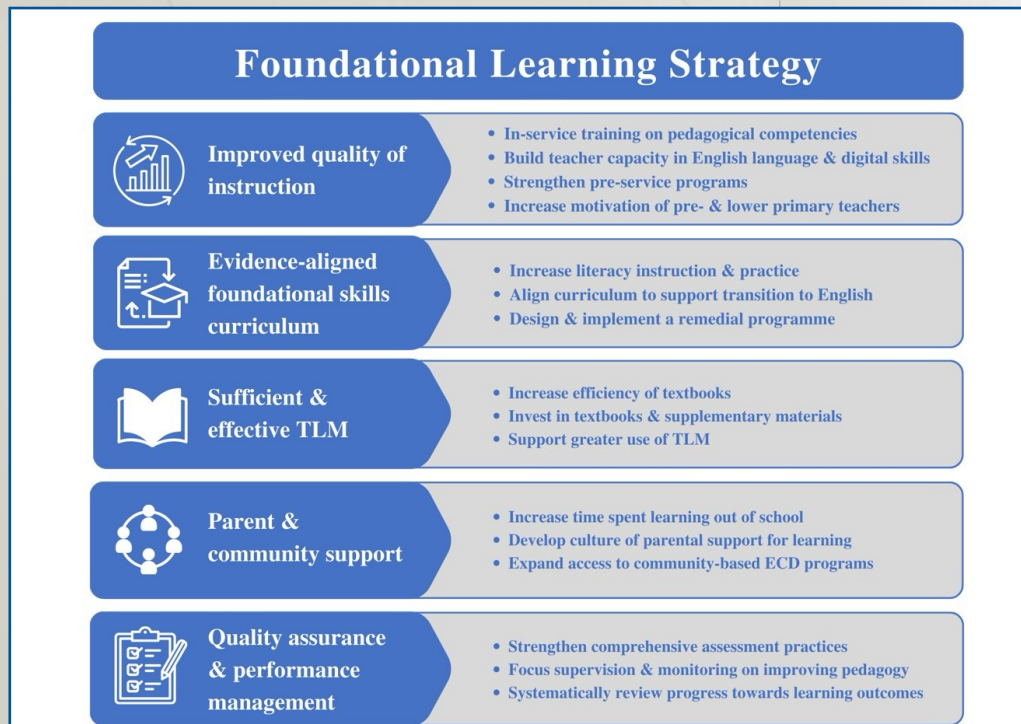 Foundational Learning Strategy
Improved quality of
instruction
• In-service training on pedagogical competencies
• Build teacher capacity in English language & digital skills
• Strengthen pre-service programs
• Increase motivation of pre- & lower primary teachers
Evidence-aligned
foundational skills
curriculum
• Increase literacy instruction & practice
• Align curriculum to support transition to English
• Design & implement a remedial programme
Sufficient &
effective TLM
• Increase efficiency of textbooks
• Invest in textbooks & supplementary materials
• Support greater use of TLM
Parent &
community support
• Increase time spent learning out of school
• Develop culture of parental support for learning
• Expand access to community-based ECD programs
Quality assurance
& performance
management
• Strengthen comprehensive assessment practices
• Focus supervision & monitoring on improving pedagogy
• Systematically review progress towards learning outcomes